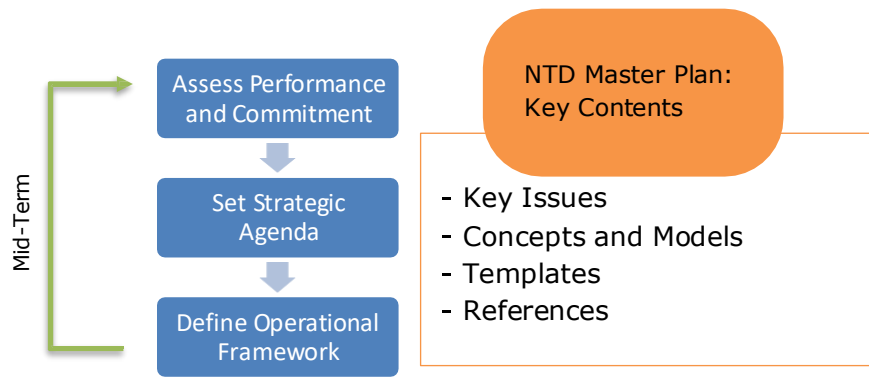 Mid-Term
Assess Performance
and Commitment
Set Strategic
Agenda
Define Operational
Framework
NTD Master Plan:
Key Contents
- Key Issues
- Concepts and Models
- Templates
- References